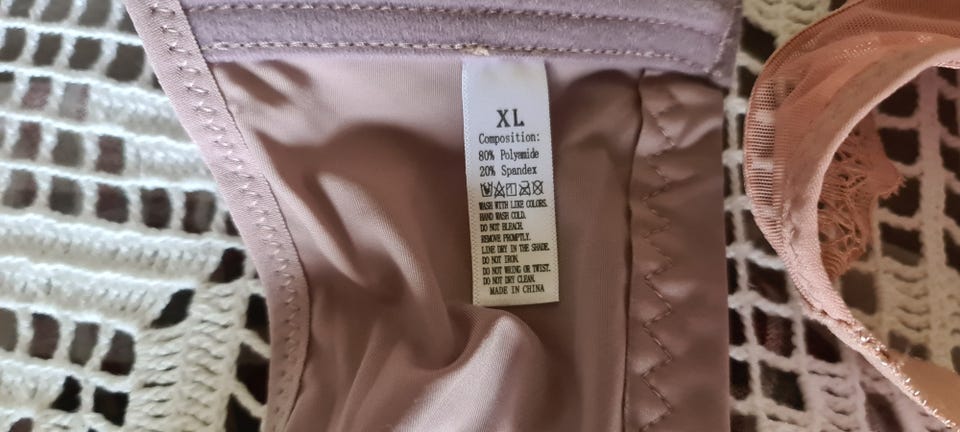 XL
Composition:
80% Polyamide
20% Spandex
WASH WITH LIKE COLORS.
HAND WASH COLD.
DO NOT BLEACH.
REMOVE PROMPTLY.
LINE DRY IN THE SHADE.
DO NOT IRON.
DO NOT WRING OR TWIST.
DO NOT DRY CLEAN.
MADE IN CHINA